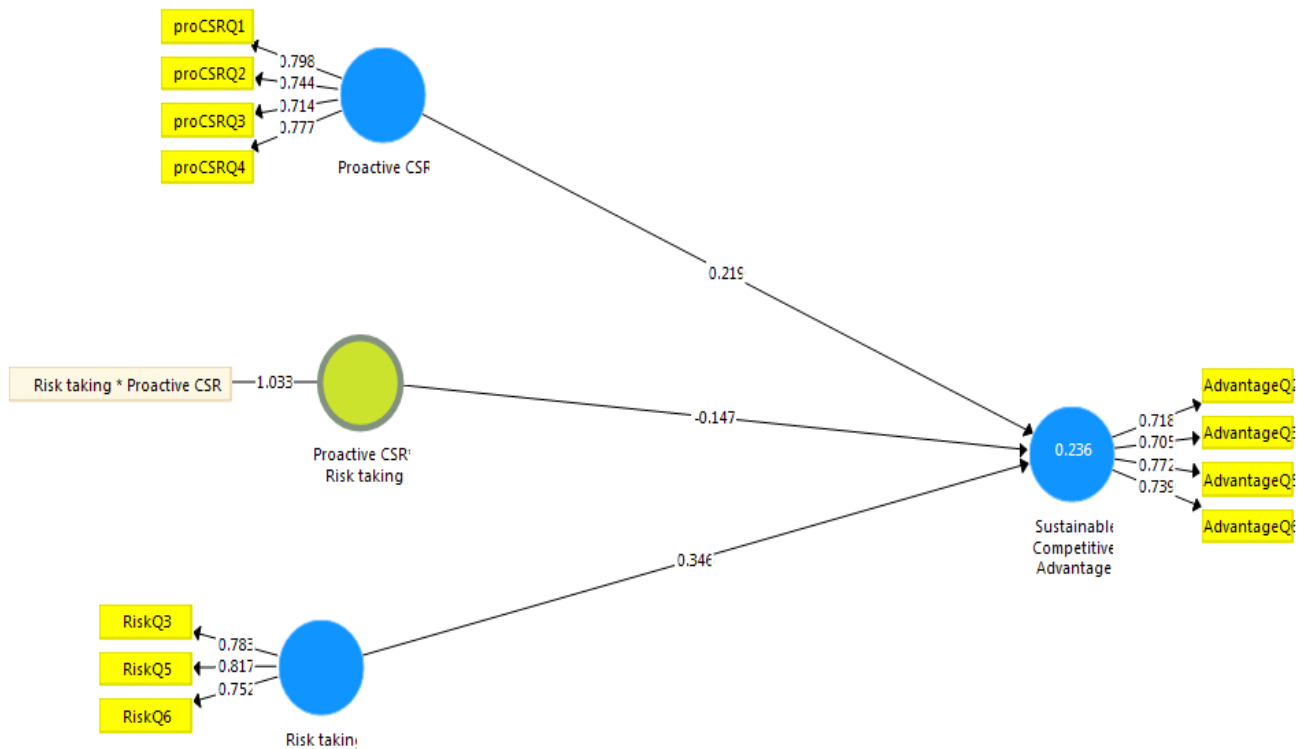 proCSRQ1
proCSRQ2
proCSRQ3
proCSRQ4
0.798
0.744
0.714
0.777
Proactive CSR
0.219
Risk taking * Proactive CSR
1.033
Proactive CSR*
Risk taking
-0.147
0.236
Sustainable
Competitive
Advantage
0.718
0.705
0.772
0.739
AdvantageQ2
AdvantageQ3
AdvantageQ5
AdvantageQ6
0.346
RiskQ3
RiskQ5
RiskQ6
0.783
0.817
0.752
Risk taking